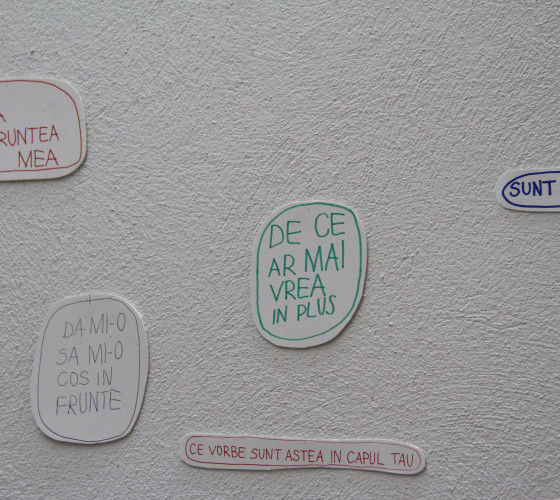 A
RUNTEA
MEA
SUNT
DE CE
AR MAI
VREA
IN PLUS
DA MI-O
SA MI-O
COS IN
FRUNTE
CE VORBE SUNT ASTEA IN CAPUL TAU